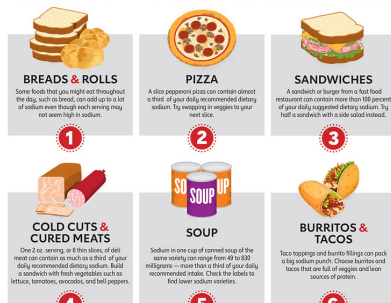 BREADS & ROLLS
Some foods that you might eat throughout
the day, such as bread, can add up to a lot
of sodium even though each serving may
not seem high in sodium.
1
PIZZA
A slice pepperoni pizza can contain almost
a third of your daily recommended dietary
sodium. Try swapping in veggies to your
next slice.
2
SANDWICHES
A sandwich or burger from a fast food
restaurant can contain more than 100 percent
of your daily suggested dietary sodium. Try
half a sandwich with a side salad instead.
3
COLD CUTS &
CURED MEATS
One 2 oz. serving, or 6 thin slices, of deli
meat can contain as much as a third of your
daily recommended dietary sodium. Build
a sandwich with fresh vegetables such as
lettuce, tomatoes, avocados, and bell peppers.
4
SO SOUP UP
SOUP
Sodium in one cup of canned soup of the
same variety can range from 49 to 830
milligrams — more than a third of your daily
recommended intake. Check the labels to
find lower sodium varieties.
5
BURRITOS &
TACOS
Taco toppings and burrito fillings can pack
a big sodium punch. Choose burritos and
tacos that are full of veggies and lean
sources of protein.
6